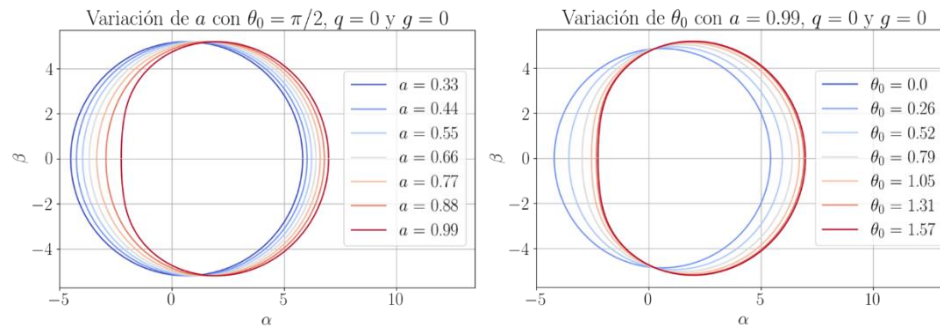 Variación de a con θ₀ = π/2, q = 0 y g = 0
4
2
0
−2
−4
β
−5
0
5
10
α
a = 0.33
a = 0.44
a = 0.55
a = 0.66
a = 0.77
a = 0.88
a = 0.99
Variación de θ₀ con a = 0.99, q = 0 y g = 0
4
2
0
−2
−4
β
−5
0
5
10
α
θ₀ = 0.0
θ₀ = 0.26
θ₀ = 0.52
θ₀ = 0.79
θ₀ = 1.05
θ₀ = 1.31
θ₀ = 1.57